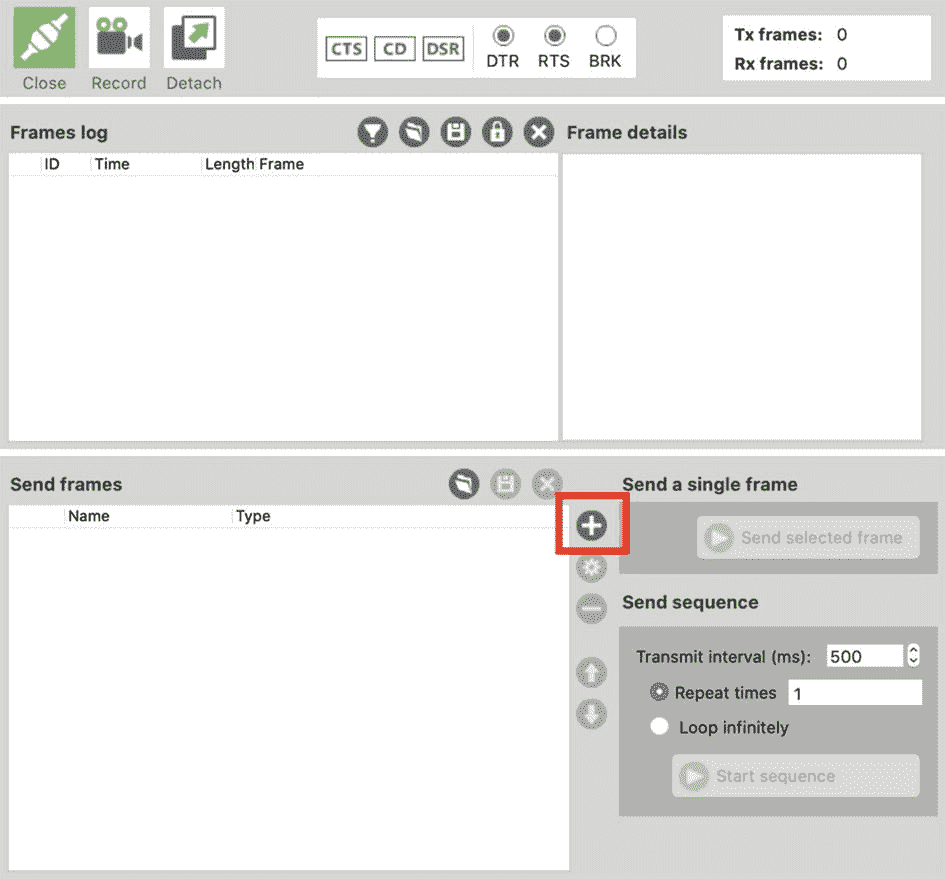 CTS CD DSR
DTR RTS BRK
Tx frames: 0
Rx frames: 0
Close Record Detach
Frames log
Frame details
ID Time Length Frame
Send frames
Name Type
Send a single frame
Send selected frame
Send sequence
Transmit interval (ms): 500
Repeat times 1
Loop infinitely
Start sequence